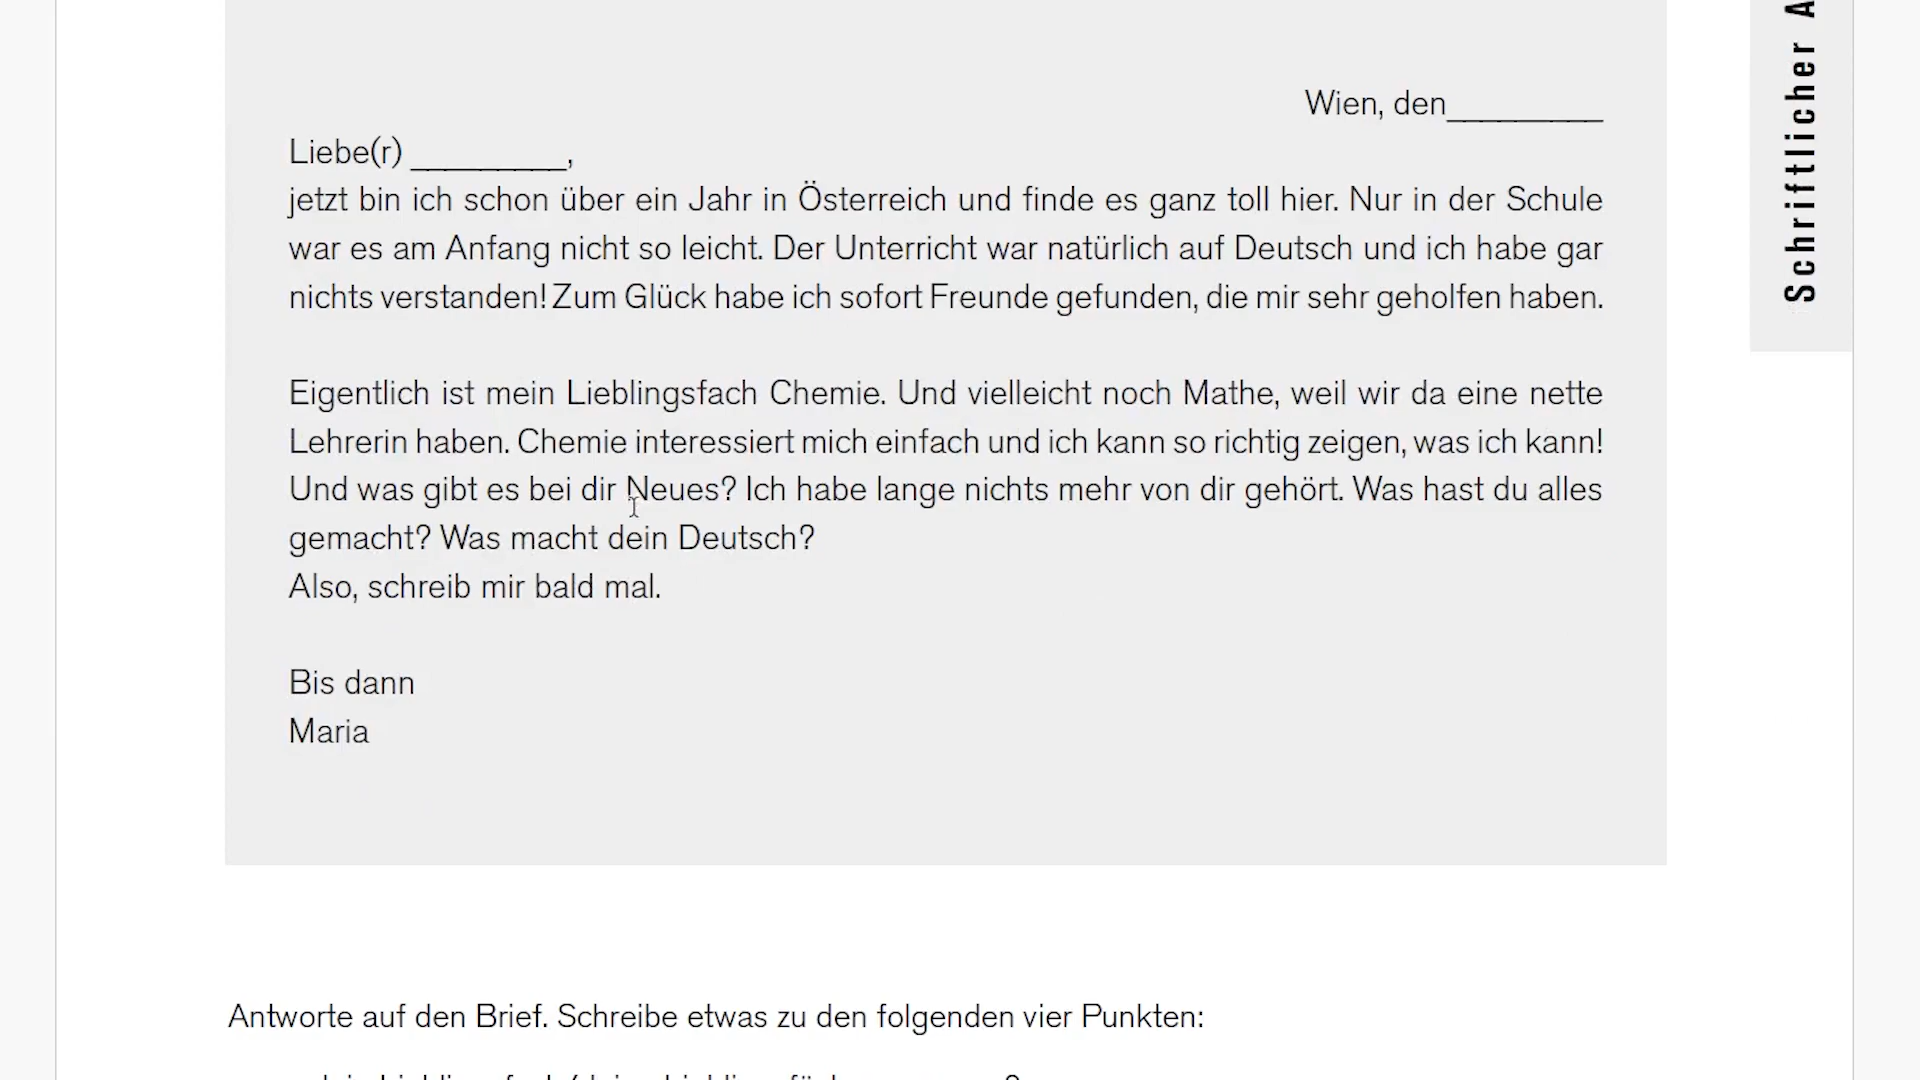 Wien, den_________
Liebe(r) _________,
jetzt bin ich schon über ein Jahr in Österreich und finde es ganz toll hier. Nur in der Schule
war es am Anfang nicht so leicht. Der Unterricht war natürlich auf Deutsch und ich habe gar
nichts verstanden! Zum Glück habe ich sofort Freunde gefunden, die mir sehr geholfen haben.
Eigentlich ist mein Lieblingsfach Chemie. Und vielleicht noch Mathe, weil wir da eine nette
Lehrerin haben. Chemie interessiert mich einfach und ich kann so richtig zeigen, was ich kann!
Und was gibt es bei dir Neues? Ich habe lange nichts mehr von dir gehört. Was hast du alles
gemacht? Was macht dein Deutsch?
Also, schreib mir bald mal.
Bis dann
Maria
Antworte auf den Brief. Schreibe etwas zu den folgenden vier Punkten:
Schriftlicher A